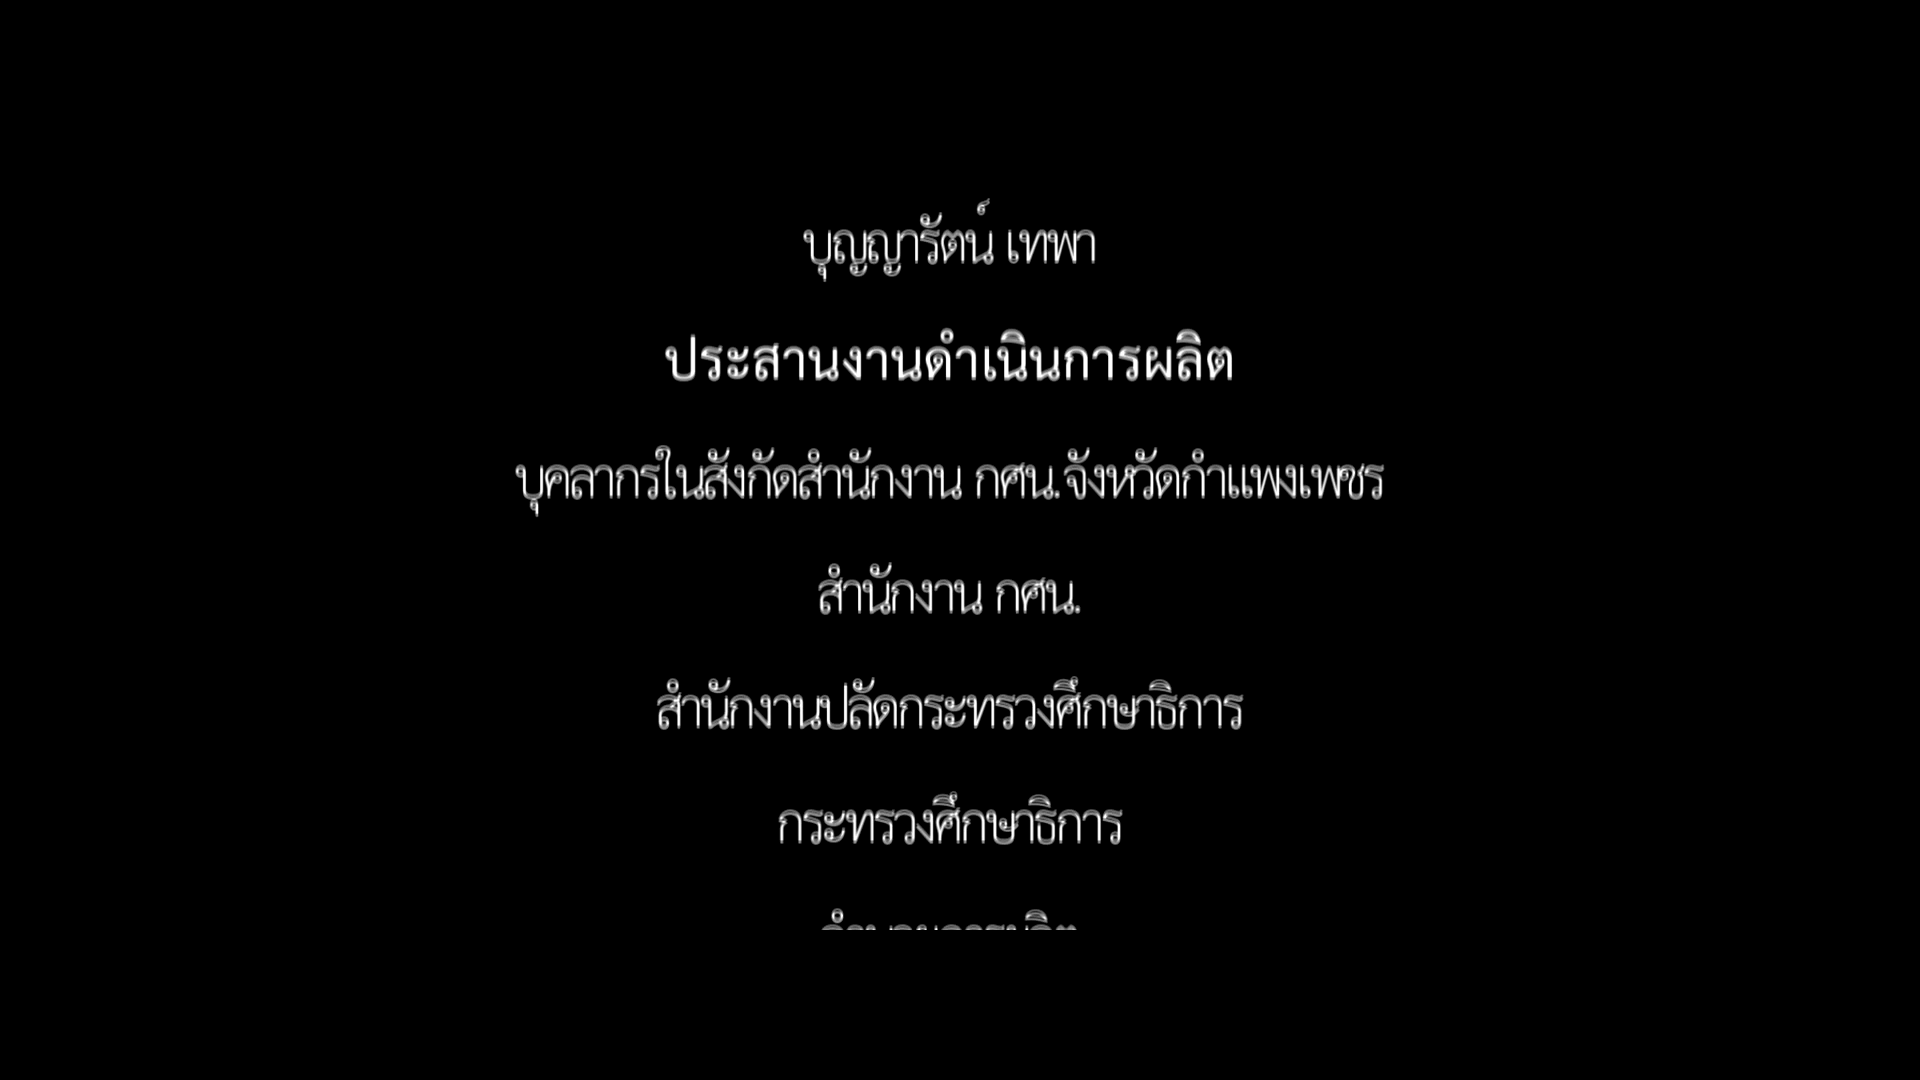 บุญญารัตน์ เทพา
ประสานงานดำเนินการผลิต
บุคลากรในสังกัดสำนักงาน กศน.จังหวัดกำแพงเพชร
สำนักงาน กศน.
สำนักงานปลัดกระทรวงศึกษาธิการ
กระทรวงศึกษาธิการ